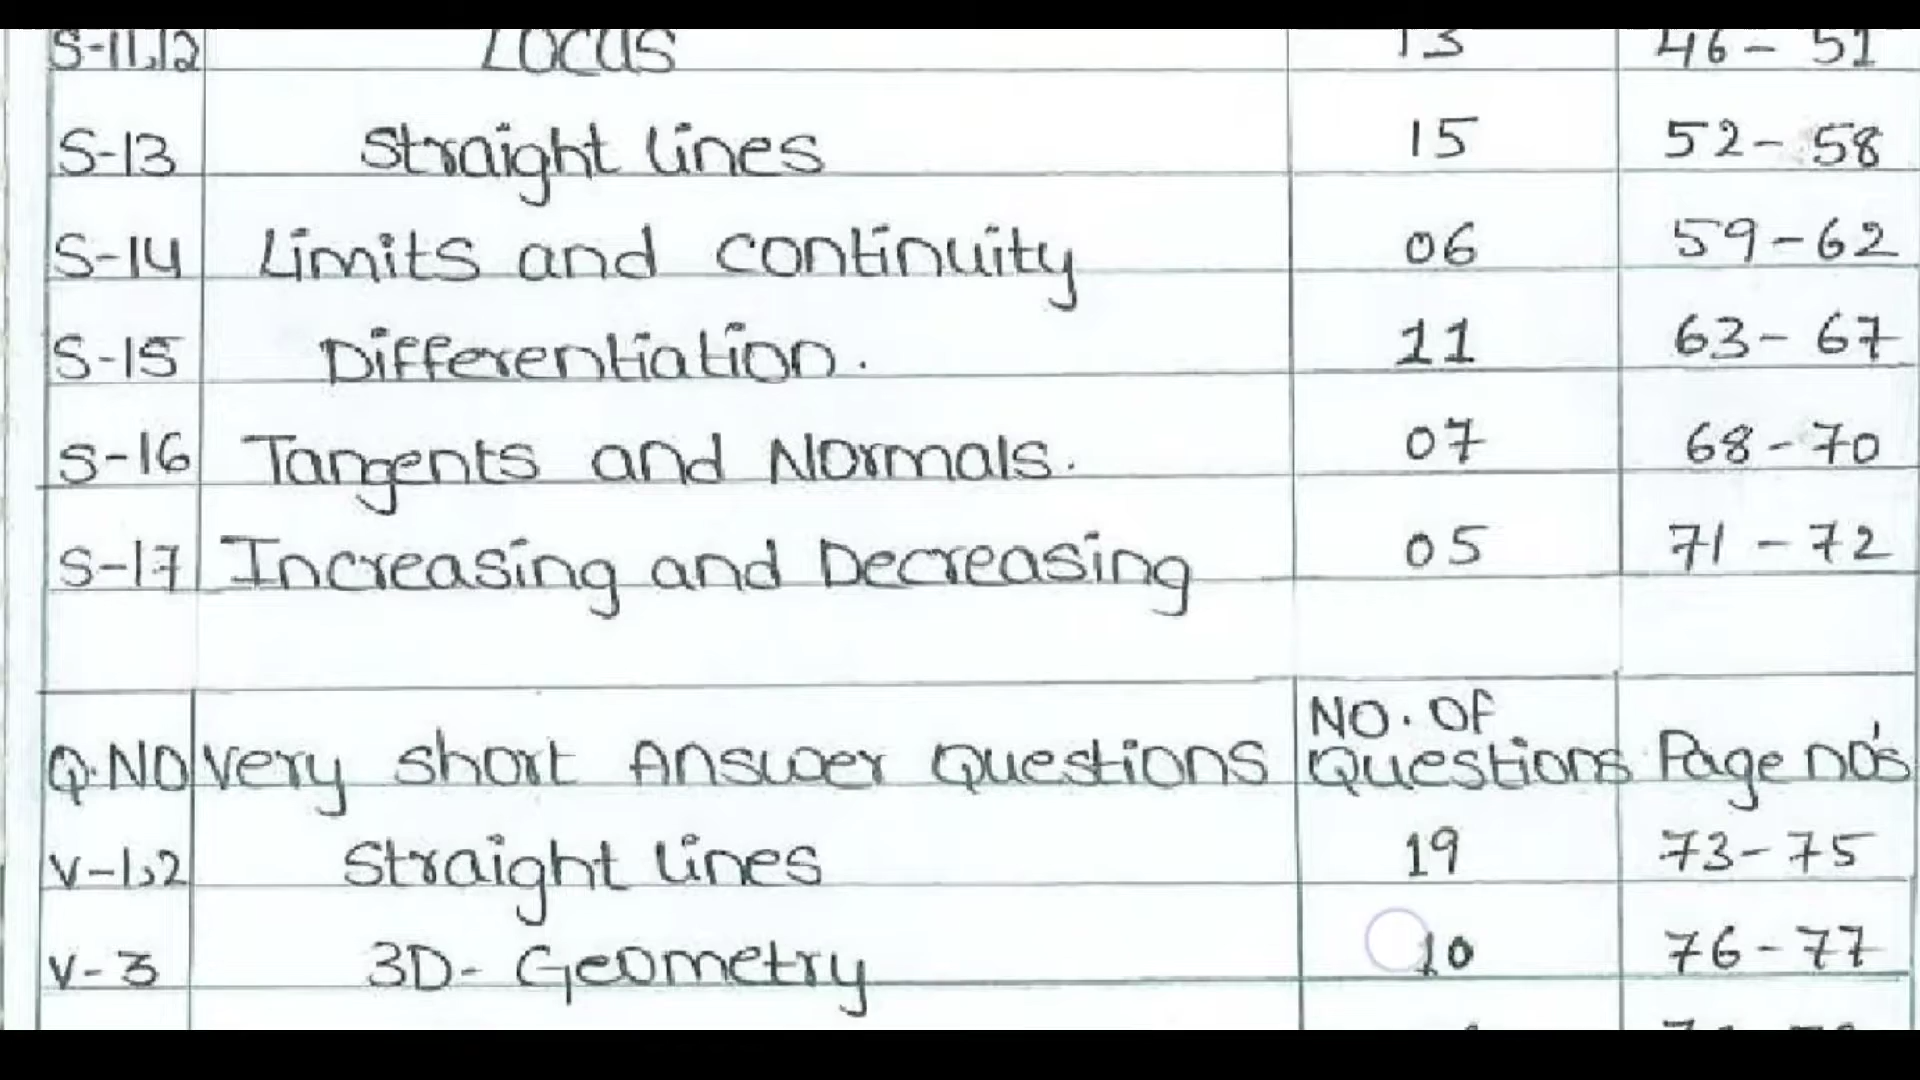 S-11,12 Locus 13 46-51
S-13 Straight lines 15 52-58
S-14 Limits and continuity 06 59-62
S-15 Differentiation. 11 63-67
S-16 Tangents and Normals. 07 68-70
S-17 Increasing and Decreasing 05 71-72
Q.NO Very short Answer Questions NO. Of Questions Page no's
V-1,2 Straight lines 19 73-75
V-3 3D-Geometry 10 76-77